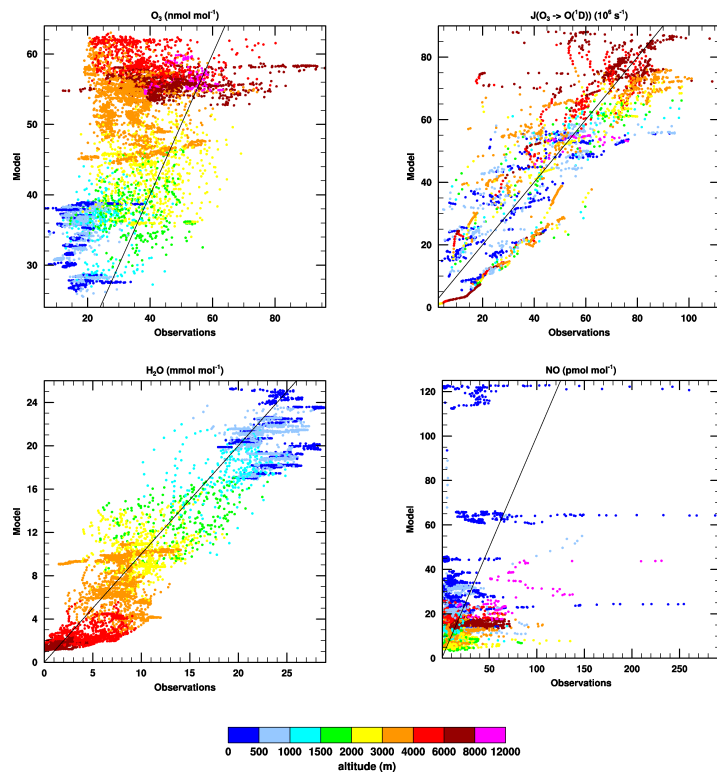 O₃ (nmol mol⁻¹)
60
50
40
30
Model
20 40 60 80
Observations
J(O₃ -> O(¹D)) (10⁶ s⁻¹)
80
60
40
20
0
Model
20 40 60 80 100
Observations
H₂O (mmol mol⁻¹)
24
20
16
12
8
4
0
Model
0 5 10 15 20 25
Observations
NO (pmol mol⁻¹)
120
100
80
60
40
20
0
Model
50 100 150 200 250
Observations
0 500 1000 1500 2000 3000 4000 6000 8000 12000
altitude (m)